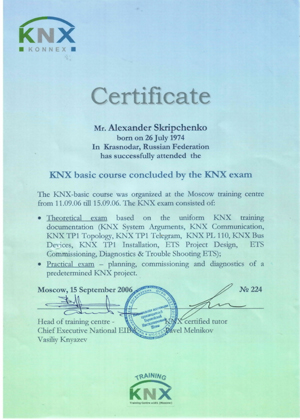 KNX
KONNEX
Certificate
Mr. Alexander Skripchenko
born on 26 July 1974
In Krasnodar, Russian Federation
has successfully attended the
KNX basic course concluded by the KNX exam
The KNX-basic course was organized at the Moscow training centre
from 11.09.06 till 15.09.06. The KNX exam consisted of:
• Theoretical exam based on the uniform KNX training
documentation (KNX System Arguments, KNX Communication,
KNX TP1 Topology, KNX TP1 Telegram, KNX PL 110, KNX Bus
Devices, KNX TP1 Installation, ETS Project Design, ETS
Commissioning, Diagnostics & Trouble Shooting ETS);
• Practical exam – planning, commissioning and diagnostics of a
predetermined KNX project.
Moscow, 15 September 2006 № 224
Head of training centre - KNX certified tutor
Chief Executive National EIBA Pavel Melnikov
Vasiliy Knyazev
TRAINING
KNX